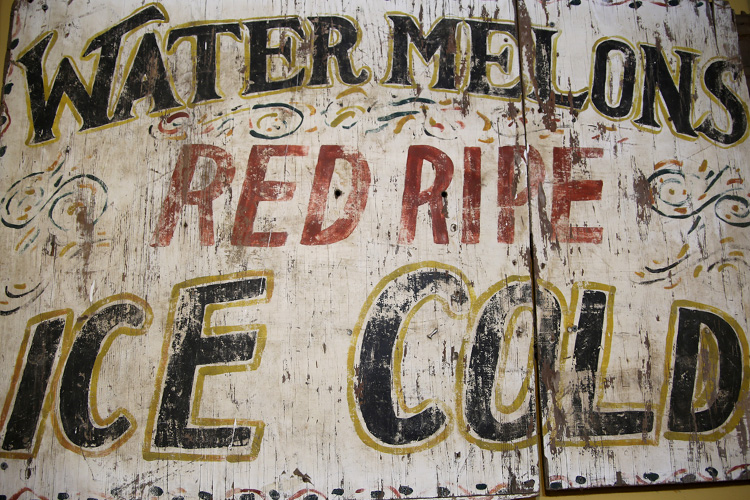 WATER MELONS
RED RIPE
ICE COLD